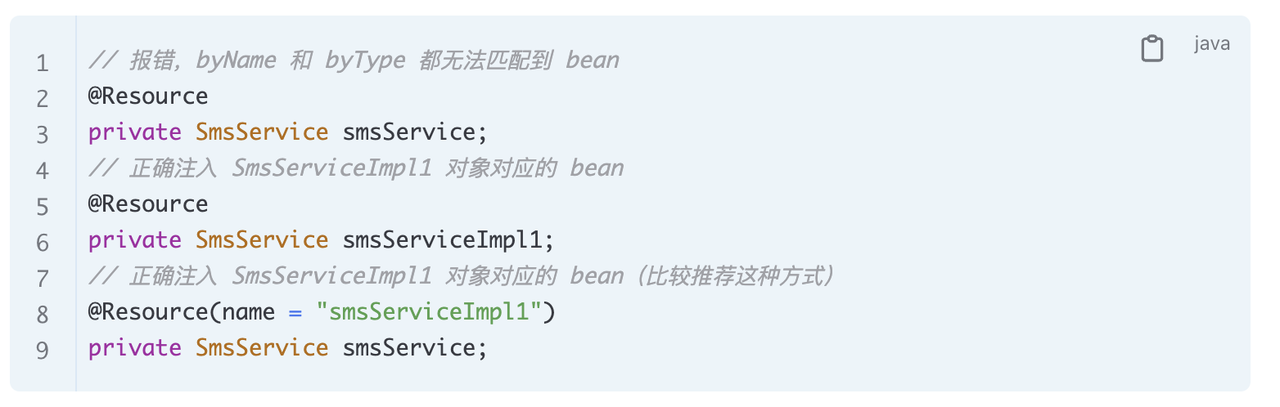 java
1 // 报错，byName 和 byType 都无法匹配到 bean
2 @Resource
3 private SmsService smsService;
4 // 正确注入 SmsServiceImpl1 对象对应的 bean
5 @Resource
6 private SmsService smsServiceImpl1;
7 // 正确注入 SmsServiceImpl1 对象对应的 bean（比较推荐这种方式）
8 @Resource(name = "smsServiceImpl1")
9 private SmsService smsService;